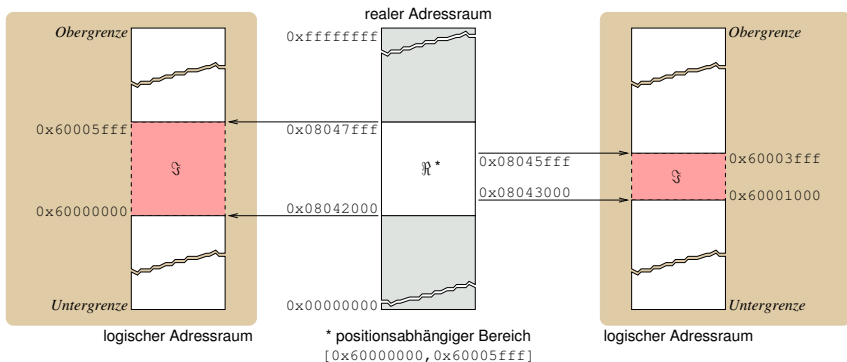 realer Adressraum
Obergrenze
0xffffffff
Obergrenze
0x60005fff
0x08047fff
ℑ
ℜ*
0x08045fff
0x60003fff
ℑ
0x08043000
0x60001000
0x60000000
0x08042000
Untergrenze
0x00000000
Untergrenze
logischer Adressraum
* positionsabhängiger Bereich
logischer Adressraum
[0x60000000,0x60005fff]